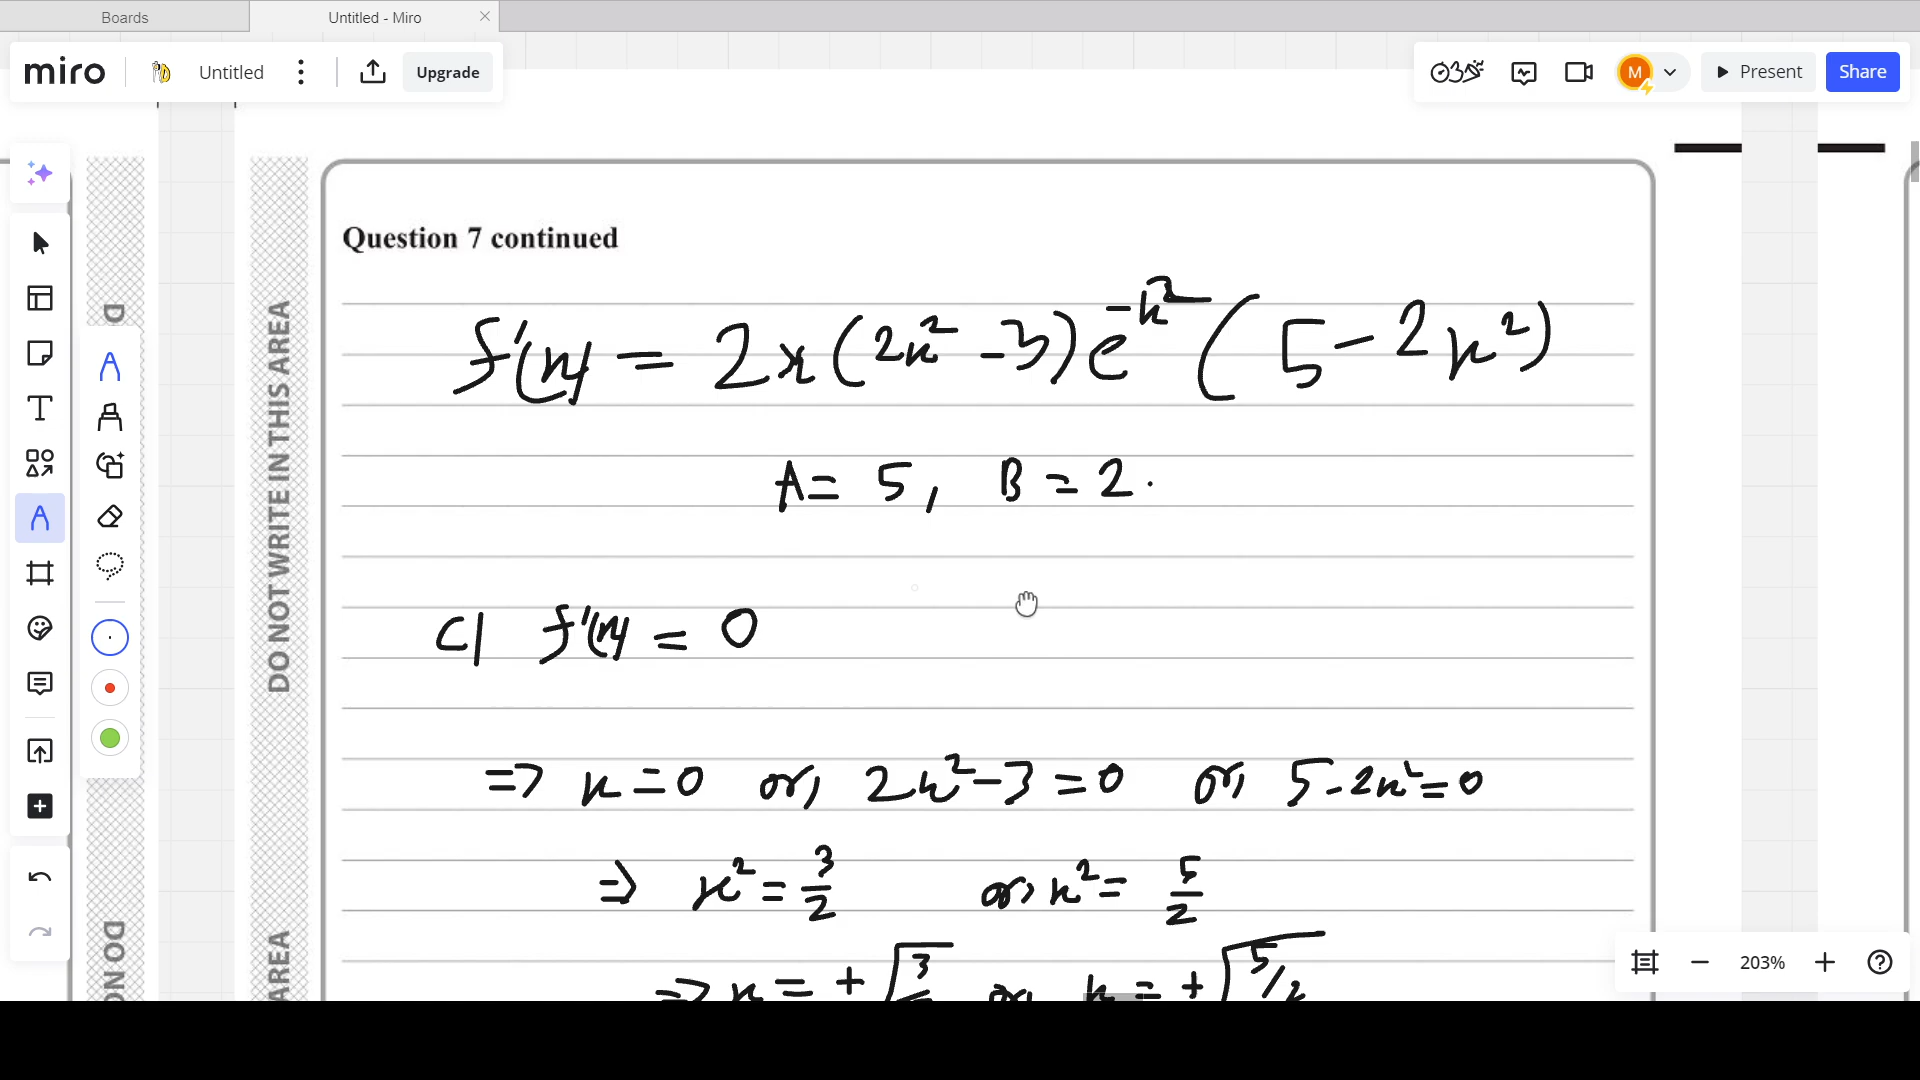 Boards
Untitled - Miro
miro
Untitled
Upgrade
M
Present
Share
DO NOT WRITE IN THIS AREA
D
Question 7 continued
f'(x) = 2x(2x² - 3)e^-x² (5 - 2x²)
A = 5, B = 2.
c) f'(x) = 0
=> x = 0 or, 2x² - 3 = 0 or, 5 - 2x² = 0
=> x² = 3/2 or, x² = 5/2
DO N
AREA
203%